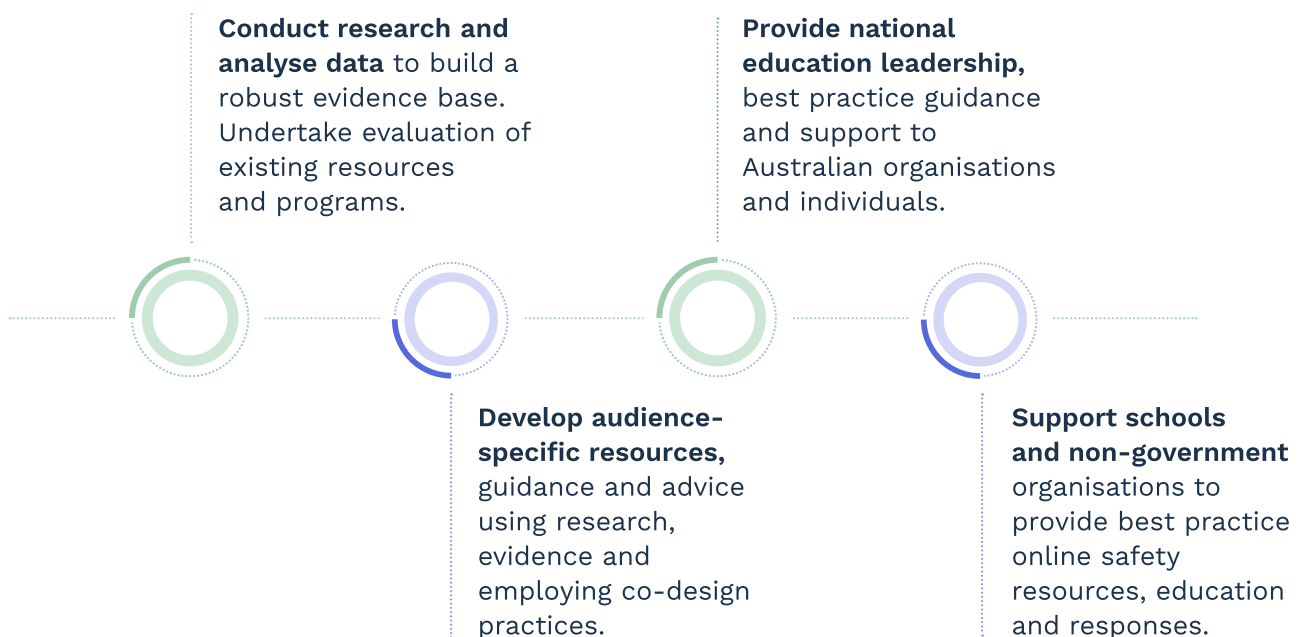 Conduct research and
analyse data to build a
robust evidence base.
Undertake evaluation of
existing resources
and programs.
Develop audience-
specific resources,
guidance and advice
using research,
evidence and
employing co-design
practices.
Provide national
education leadership,
best practice guidance
and support to
Australian organisations
and individuals.
Support schools
and non-government
organisations to
provide best practice
online safety
resources, education
and responses.